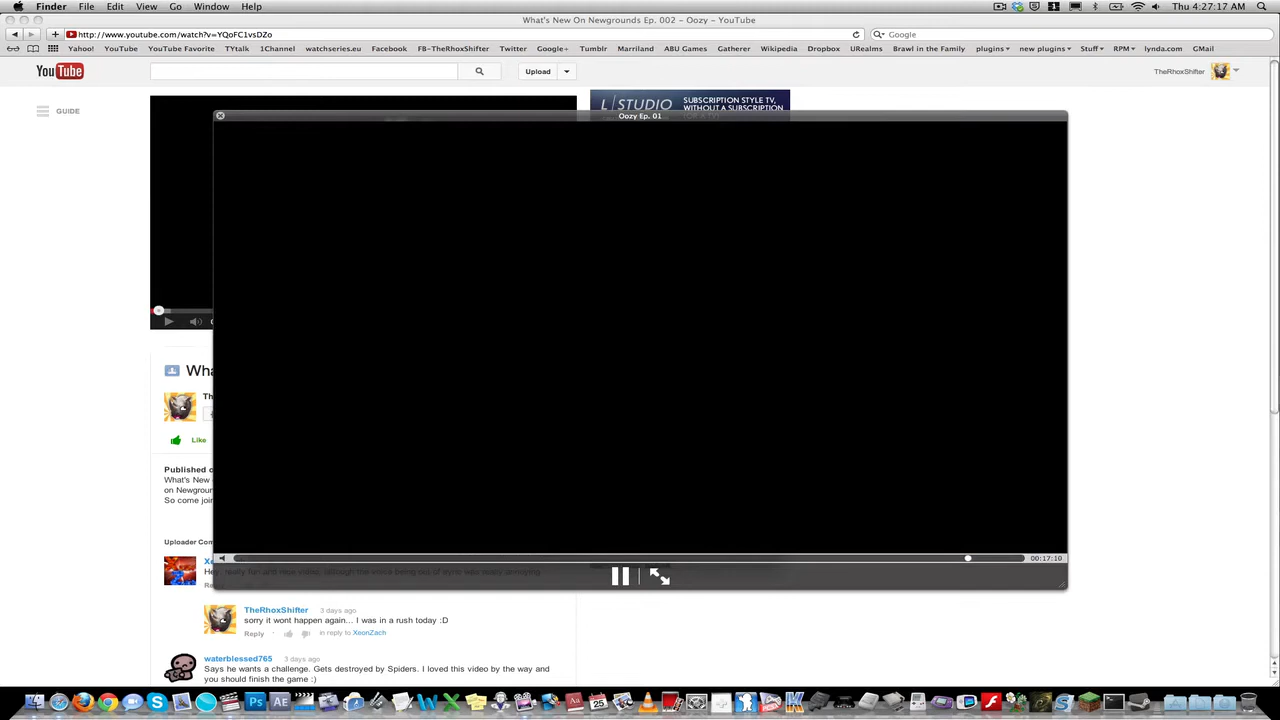 Finder File Edit View Go Window Help Thu 4:27:17 AM
What's New On Newgrounds Ep. 002 – Oozy – YouTube
http://www.youtube.com/watch?v=YQoFC1vsDZo Google
Yahoo! YouTube YouTube Favorite TYtalk 1Channel watchseries.eu Facebook FB-TheRhoxShifter Twitter Google+ Tumblr Marriland ABU Games Gatherer Wikipedia Dropbox URealms Brawl in the Family plugins new plugins Stuff RPM lynda.com GMail
YouTube Upload TheRhoxShifter
GUIDE
L/STUDIO SUBSCRIPTION STYLE TV,
WITHOUT A SUBSCRIPTION
Oozy Ep. 01
Wha
Th
Like
Published o
What's New
on Newground
So come join
Uploader Com
00:17:10
TheRhoxShifter 3 days ago
sorry it wont happen again... I was in a rush today :D
Reply in reply to XeonZach
waterblessed765 3 days ago
Says he wants a challenge. Gets destroyed by Spiders. I loved this video by the way and
you should finish the game :)